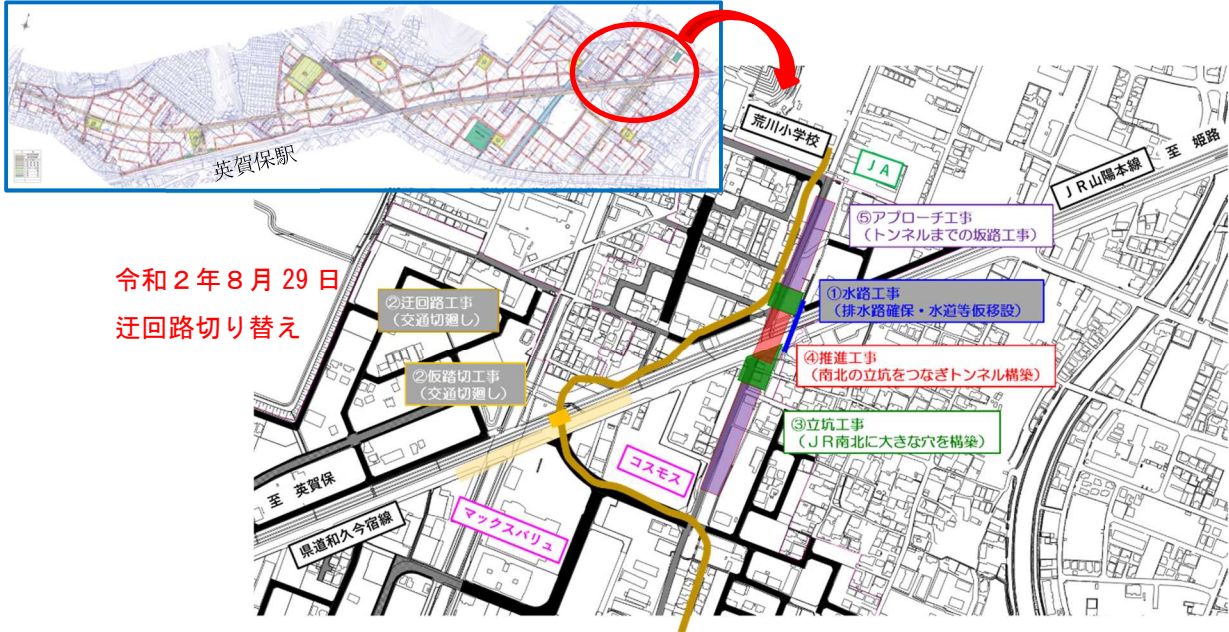 英賀保駅
荒川小学校
JA
至 姫路
JR山陽本線
⑤アプローチ工事
(トンネルまでの坂路工事)
令和2年8月29日
迂回路切り替え
②迂回路工事
(交通切廻し)
①水路工事
(排水路確保・水道等仮移設)
②仮踏切工事
(交通切廻し)
④推進工事
(南北の立坑をつなぎトンネル構築)
③立坑工事
(JR南北に大きな穴を構築)
コスモス
至 英賀保
マックスバリュ
県道和久今宿線